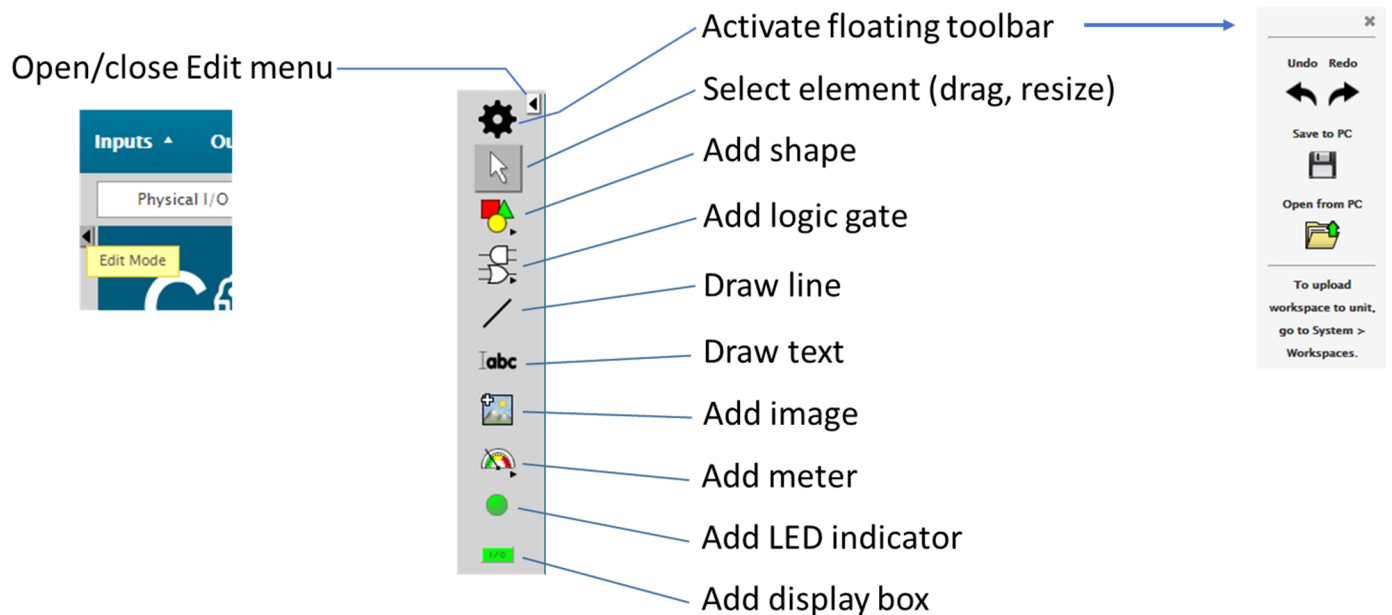 Activate floating toolbar
Open/close Edit menu
Select element (drag, resize)
Add shape
Add logic gate
Draw line
Draw text
Add image
Add meter
Add LED indicator
Add display box
Inputs
Physical I/O
Edit Mode
abc
I/O
Undo Redo
Save to PC
Open from PC
To upload
workspace to unit,
go to System >
Workspaces.